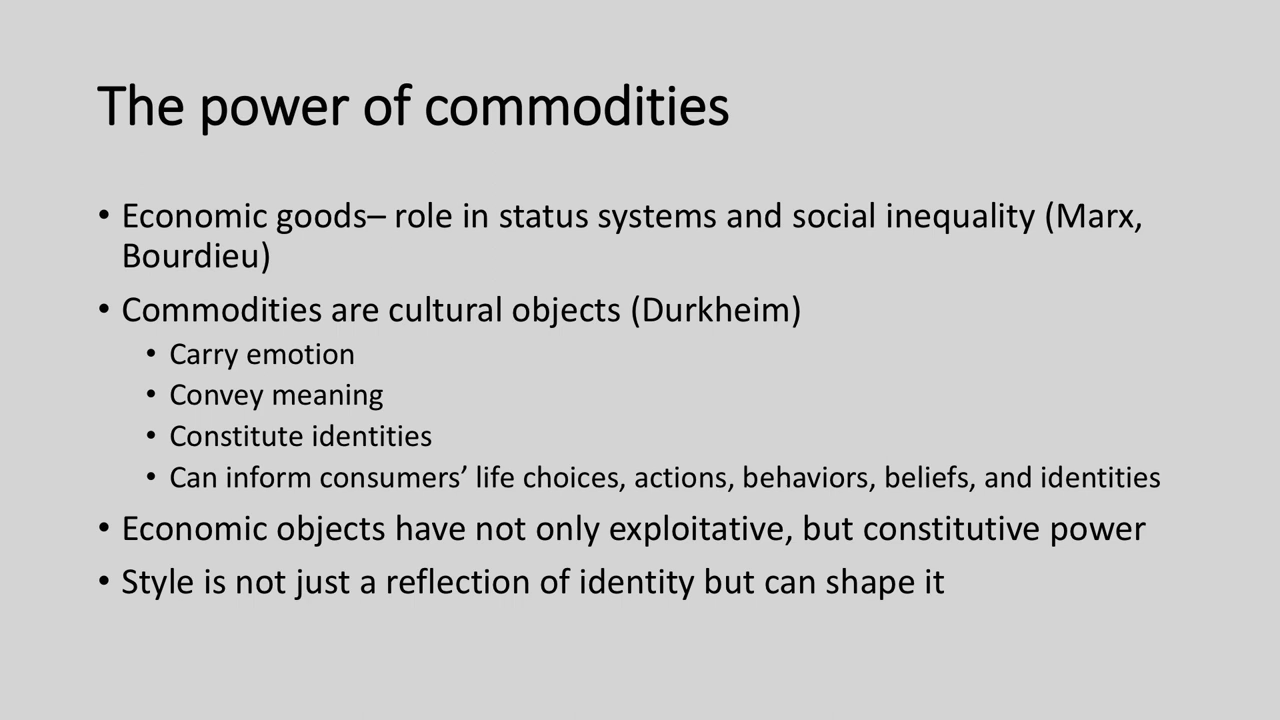 The power of commodities
• Economic goods– role in status systems and social inequality (Marx,
Bourdieu)
• Commodities are cultural objects (Durkheim)
• Carry emotion
• Convey meaning
• Constitute identities
• Can inform consumers’ life choices, actions, behaviors, beliefs, and identities
• Economic objects have not only exploitative, but constitutive power
• Style is not just a reflection of identity but can shape it